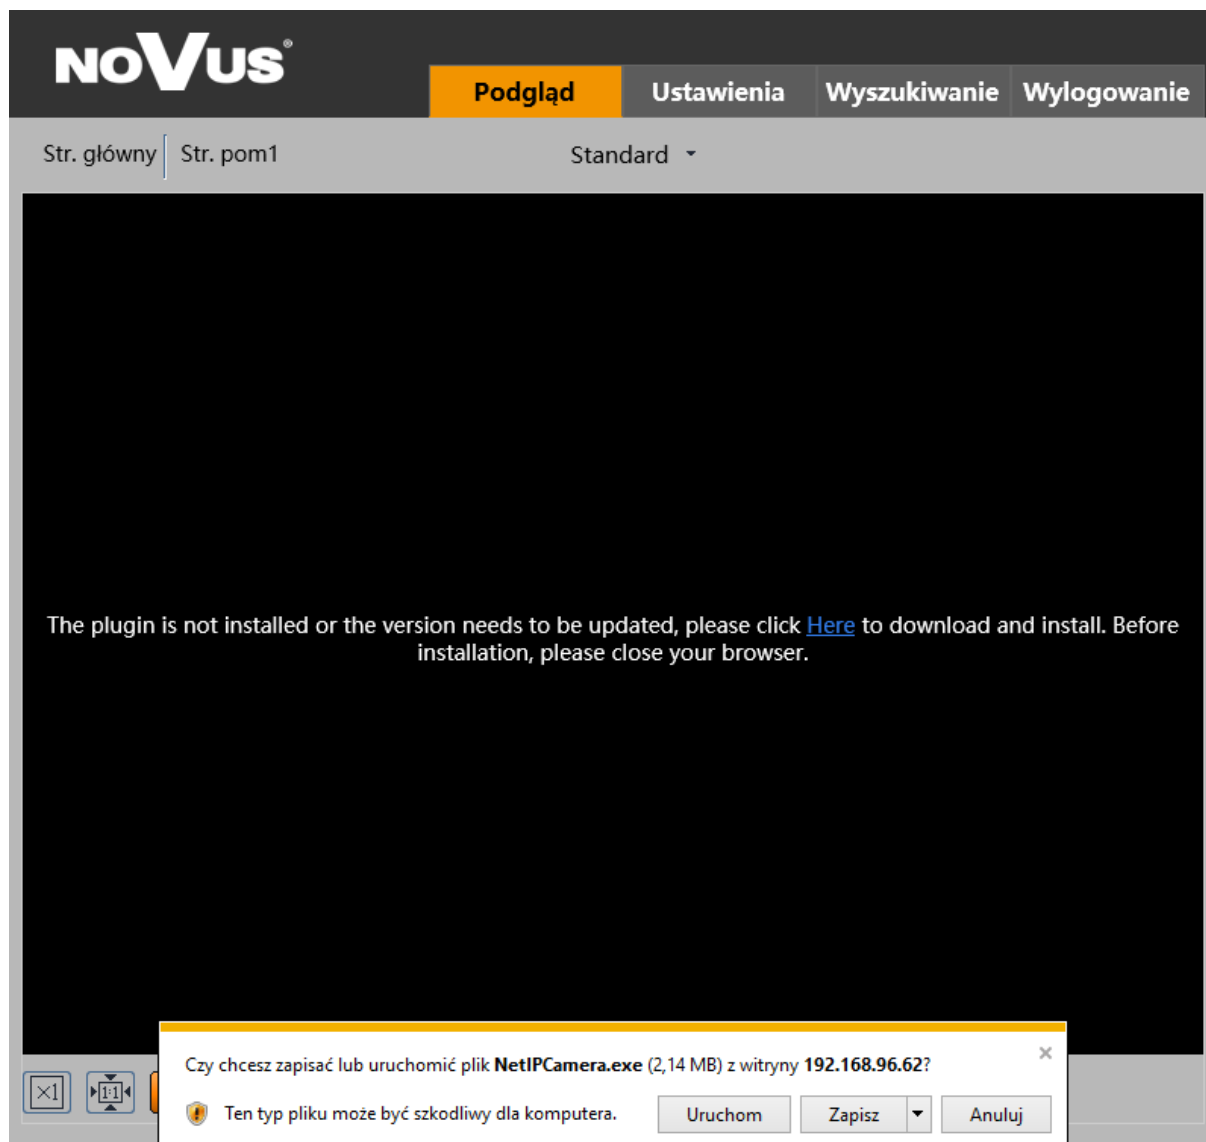 NOVUS®
Podgląd Ustawienia Wyszukiwanie Wylogowanie
Str. główny Str. pom1 Standard
The plugin is not installed or the version needs to be updated, please click Here to download and install. Before
installation, please close your browser.
Czy chcesz zapisać lub uruchomić plik NetIPCamera.exe (2,14 MB) z witryny 192.168.96.62?
Ten typ pliku może być szkodliwy dla komputera. Uruchom Zapisz Anuluj
×1 1:1